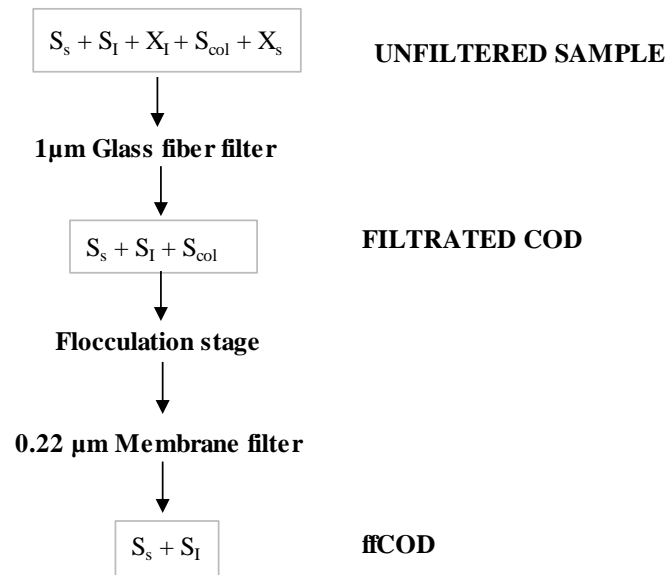 S_s + S_I + X_I + S_col + X_s UNFILTERED SAMPLE
1µm Glass fiber filter
S_s + S_I + S_col FILTRATED COD
Flocculation stage
0.22 µm Membrane filter
S_s + S_I ffCOD